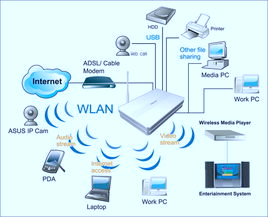 HDD
Printer
USB
WEB CAM
Other file
sharing
Internet
ADSL/ Cable
Modem
Media PC
Work PC
WLAN
ASUS IP Cam
Audio
stream
Video
stream
Wireless Media Player
Internet
access
PDA
Laptop
Work PC
Entertainment System